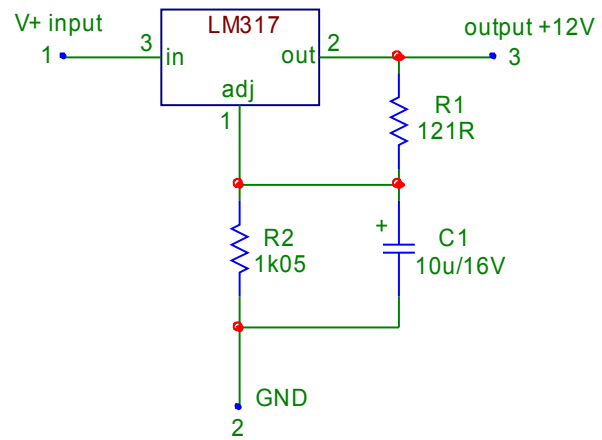 V+ input
LM317
output +12V
1
3
in
out
2
3
adj
1
R1
121R
R2
1k05
+
C1
10u/16V
GND
2